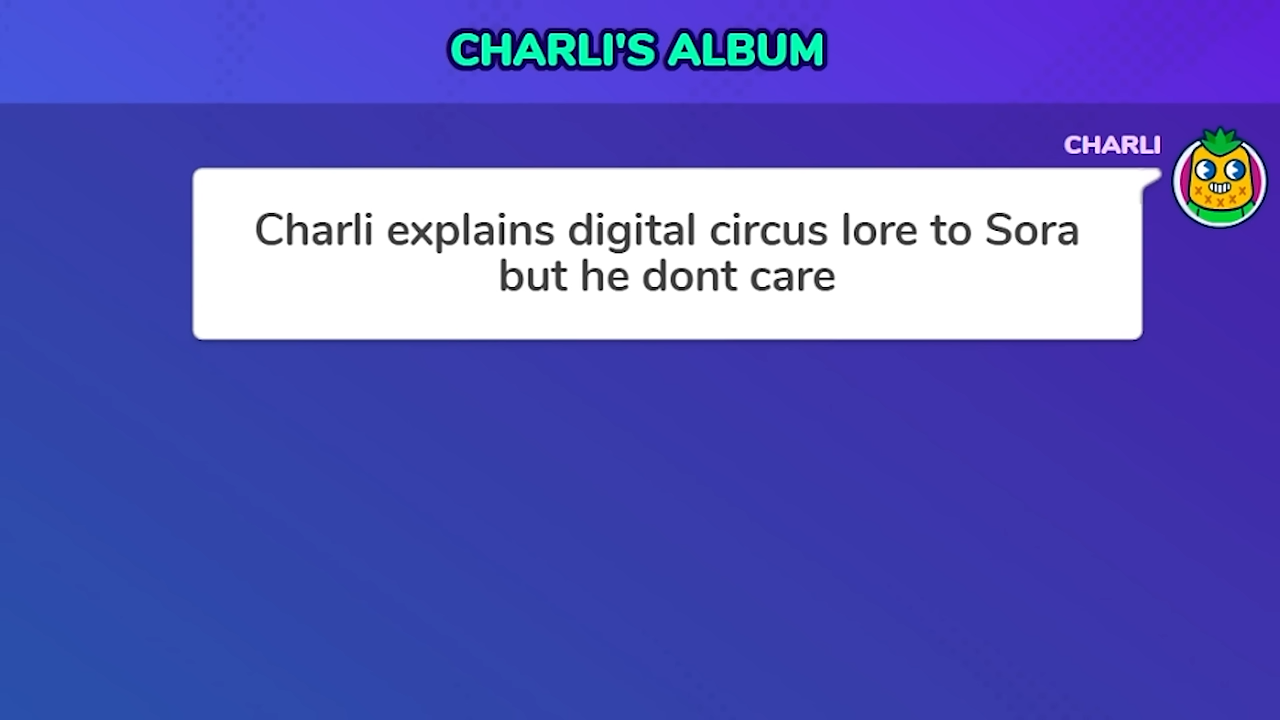 CHARLI'S ALBUM
CHARLI
Charli explains digital circus lore to Sora
but he dont care